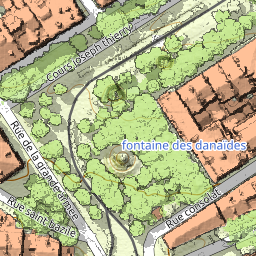 Cours joseph thierry
fontaine des danaïdes
Rue de la grande armée
Rue consolat
Rue saint bazile